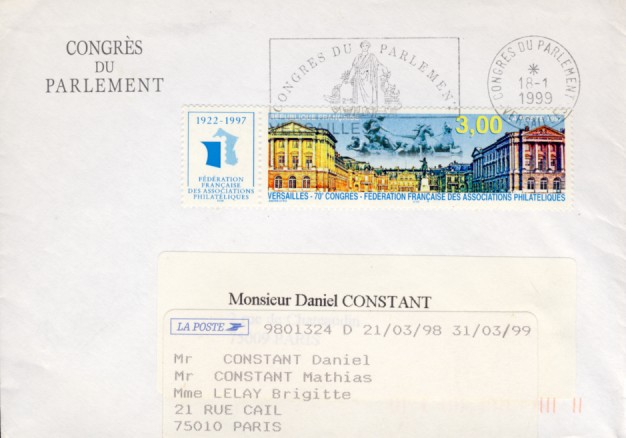 CONGRÈS
DU
PARLEMENT
CONGRES DU PARLEMENT
CONGRES DU PARLEMENT
*
18-1
1999
1922 - 1997
FÉDÉRATION
FRANÇAISE
DES ASSOCIATIONS
PHILATÉLIQUES
3,00
VERSAILLES - 70e CONGRES - FEDERATION FRANÇAISE DES ASSOCIATIONS PHILATELIQUES
Monsieur Daniel CONSTANT
LA POSTE 9801324 D 21/03/98 31/03/99
Mr CONSTANT Daniel
Mr CONSTANT Mathias
Mme LELAY Brigitte
21 RUE CAIL
75010 PARIS